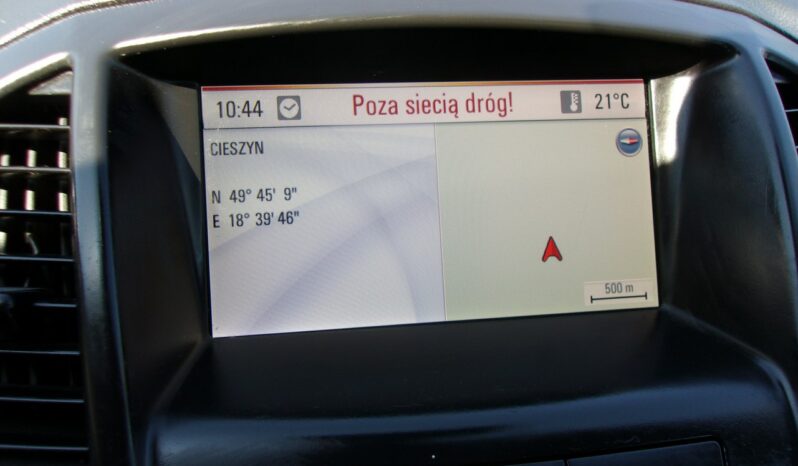 10:44 Poza siecią dróg! 21°C
CIESZYN
N 49° 45' 9"
E 18° 39' 46"
500 m